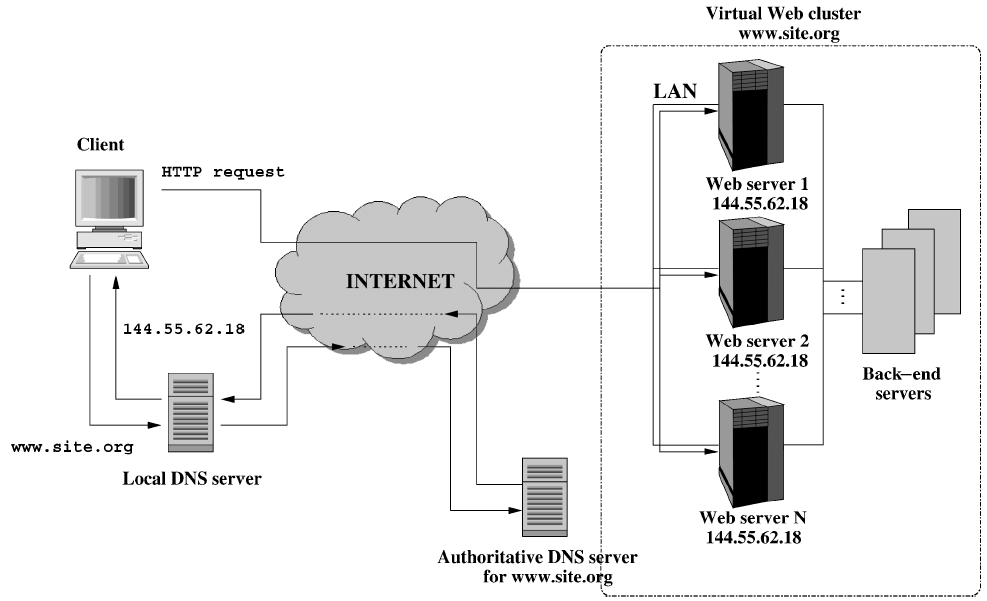 Virtual Web cluster
www.site.org
LAN
Client
HTTP request
Web server 1
144.55.62.18
INTERNET
144.55.62.18
Web server 2
144.55.62.18
Back-end
servers
www.site.org
Local DNS server
Web server N
144.55.62.18
Authoritative DNS server
for www.site.org